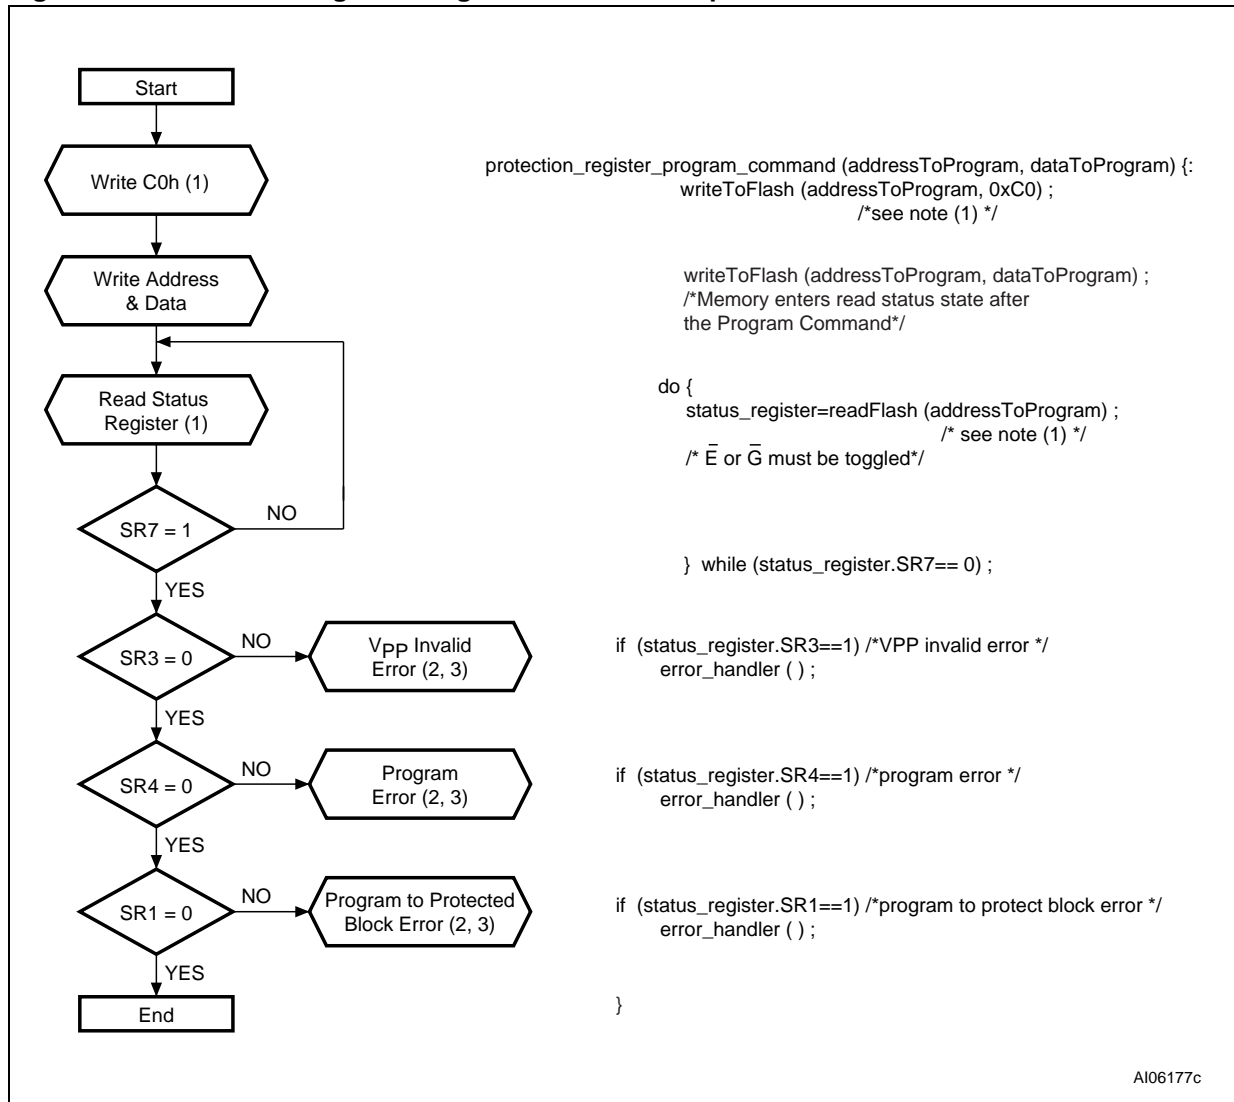 Start
Write C0h (1)
Write Address
& Data
Read Status
Register (1)
SR7 = 1
NO
YES
SR3 = 0
NO
VPP Invalid
Error (2, 3)
YES
SR4 = 0
NO
Program
Error (2, 3)
YES
SR1 = 0
NO
Program to Protected
Block Error (2, 3)
YES
End
protection_register_program_command (addressToProgram, dataToProgram) {:
writeToFlash (addressToProgram, 0xC0) ;
/*see note (1) */
writeToFlash (addressToProgram, dataToProgram) ;
/*Memory enters read status state after
the Program Command*/
do {
status_register=readFlash (addressToProgram) ;
/* see note (1) */
/* E̅ or G̅ must be toggled*/
} while (status_register.SR7== 0) ;
if (status_register.SR3==1) /*VPP invalid error */
error_handler ( ) ;
if (status_register.SR4==1) /*program error */
error_handler ( ) ;
if (status_register.SR1==1) /*program to protect block error */
error_handler ( ) ;
}
AI06177c